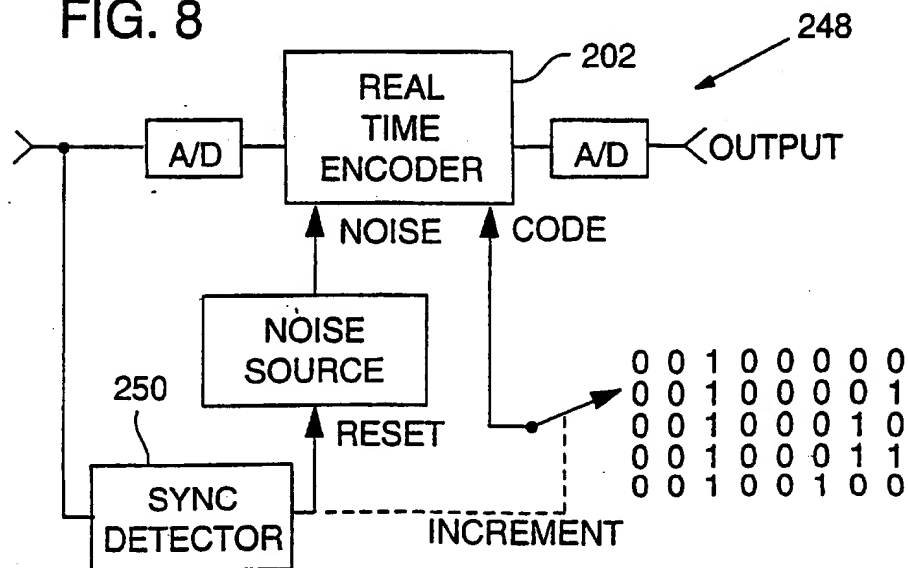 FIG. 8
248
202
REAL
TIME
ENCODER
A/D
A/D
OUTPUT
NOISE
CODE
NOISE
SOURCE
250
RESET
SYNC
DETECTOR
INCREMENT
0 0 1 0 0 0 0 0
0 0 1 0 0 0 0 1
0 0 1 0 0 0 1 0
0 0 1 0 0 0 1 1
0 0 1 0 0 1 0 0